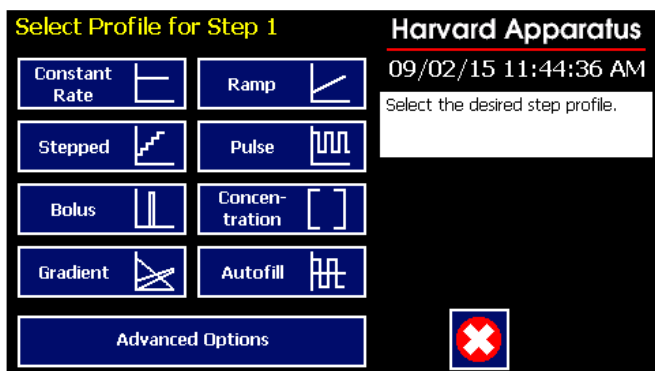 Select Profile for Step 1
Harvard Apparatus
09/02/15 11:44:36 AM
Select the desired step profile.
Constant
Rate
Ramp
Stepped
Pulse
Bolus
Concen-
tration
Gradient
Autofill
Advanced Options